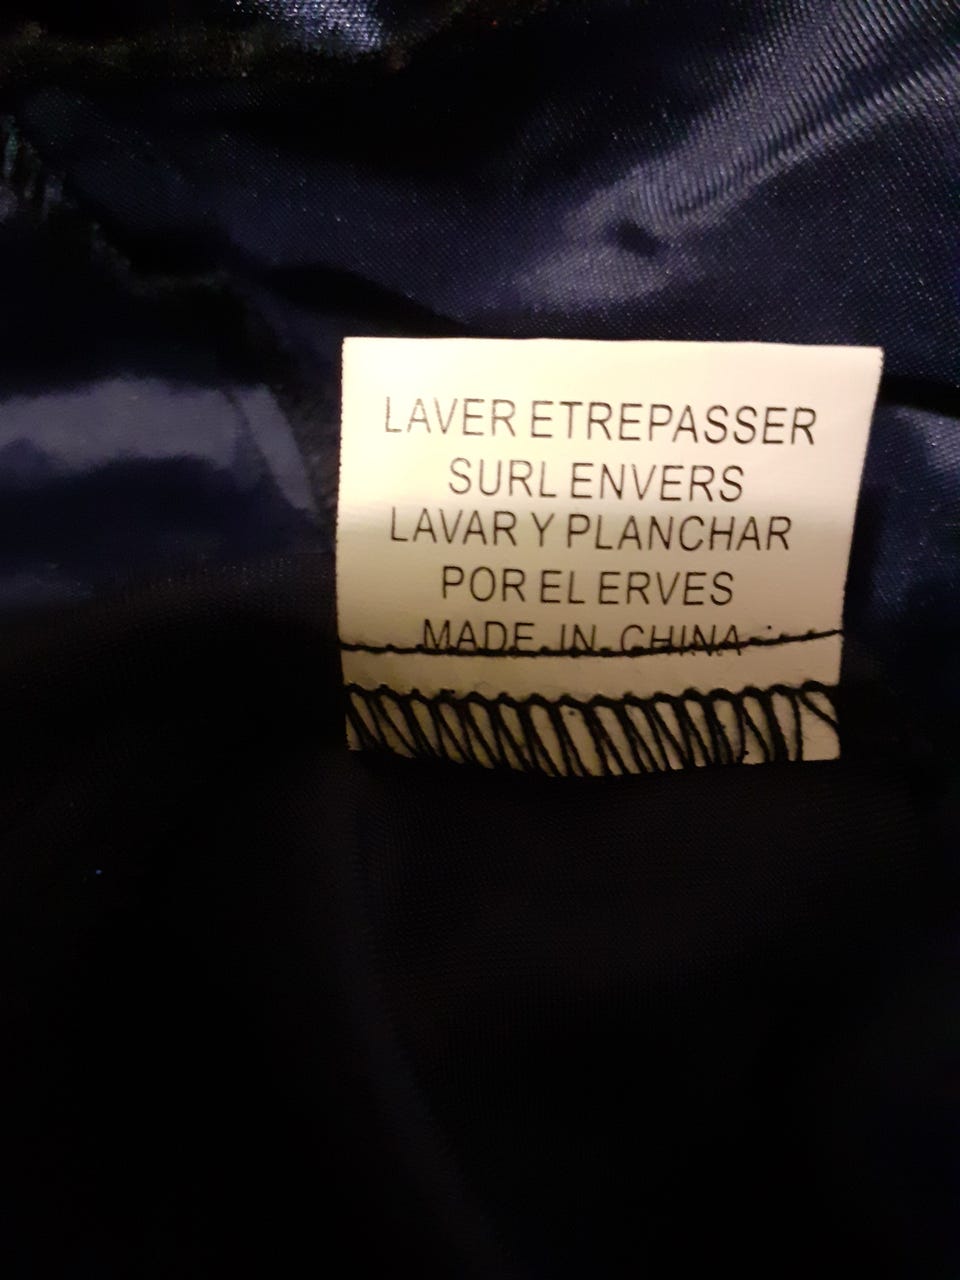 LAVER ETREPASSER
SURL ENVERS
LAVAR Y PLANCHAR
POR EL ERVES
MADE IN CHINA